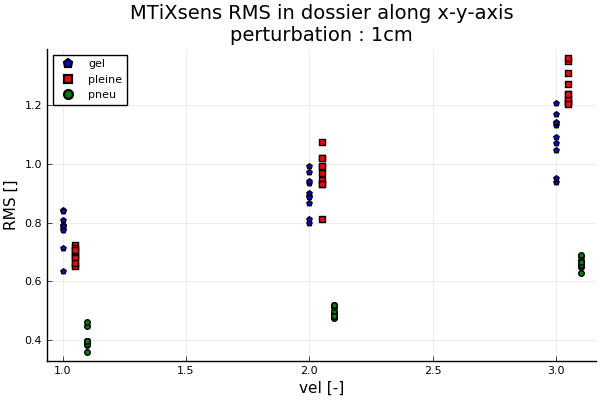 MTiXsens RMS in dossier along x-y-axis
perturbation : 1cm
gel
pleine
pneu
RMS []
1.2
1.0
0.8
0.6
0.4
1.0 1.5 2.0 2.5 3.0
vel [-]